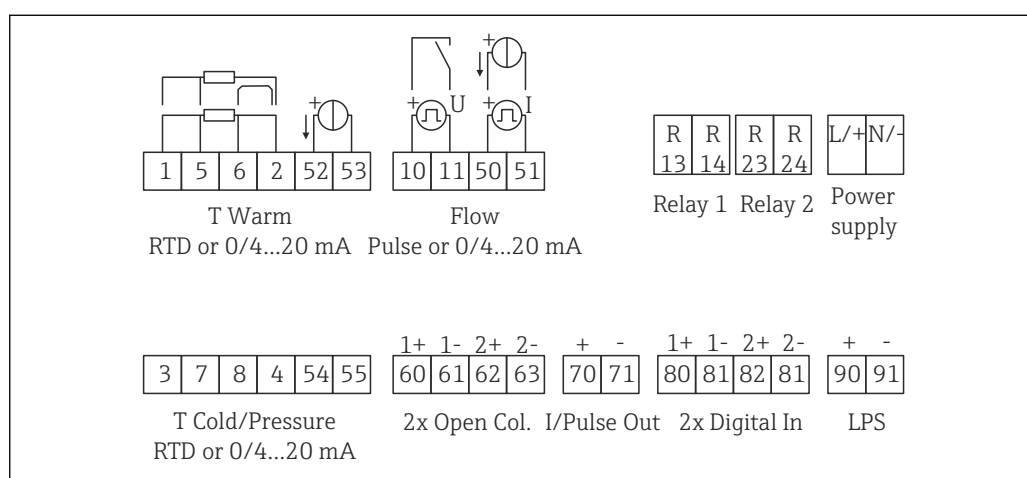 + + U + + I
1 5 6 2 52 53 10 11 50 51
T Warm
RTD or 0/4...20 mA
Flow
Pulse or 0/4...20 mA
R R R R L/+ N/-
13 14 23 24
Relay 1 Relay 2 Power
supply
1+ 1- 2+ 2- + - 1+ 1- 2+ 2- + -
3 7 8 4 54 55 60 61 62 63 70 71 80 81 82 81 90 91
T Cold/Pressure
RTD or 0/4...20 mA
2x Open Col. I/Pulse Out 2x Digital In LPS